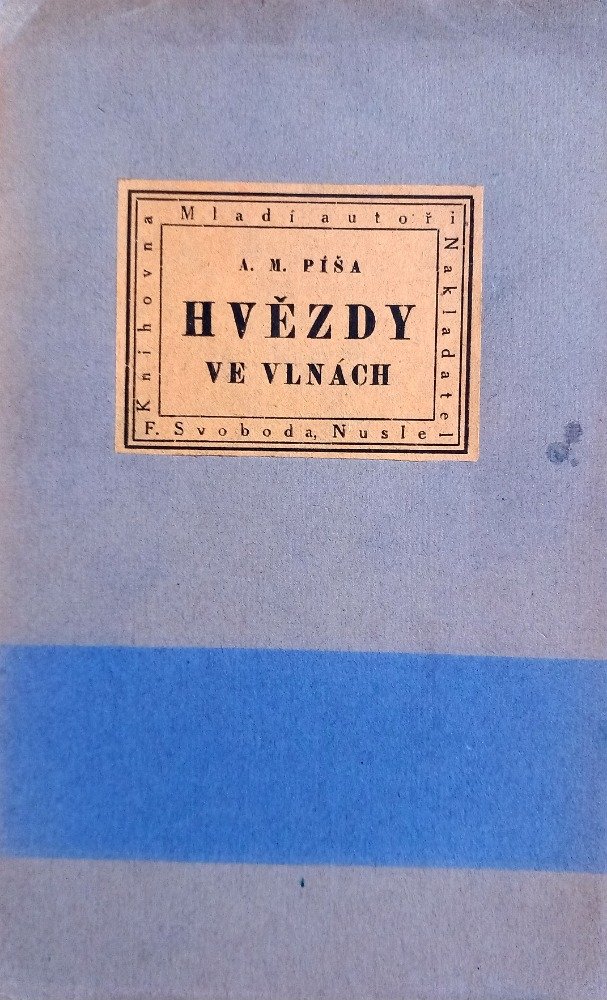 Knihovna
Mladí autoři
Nakladatel
F. Svoboda, Nusle
A. M. PÍŠA
HVĚZDY
VE VLNÁCH